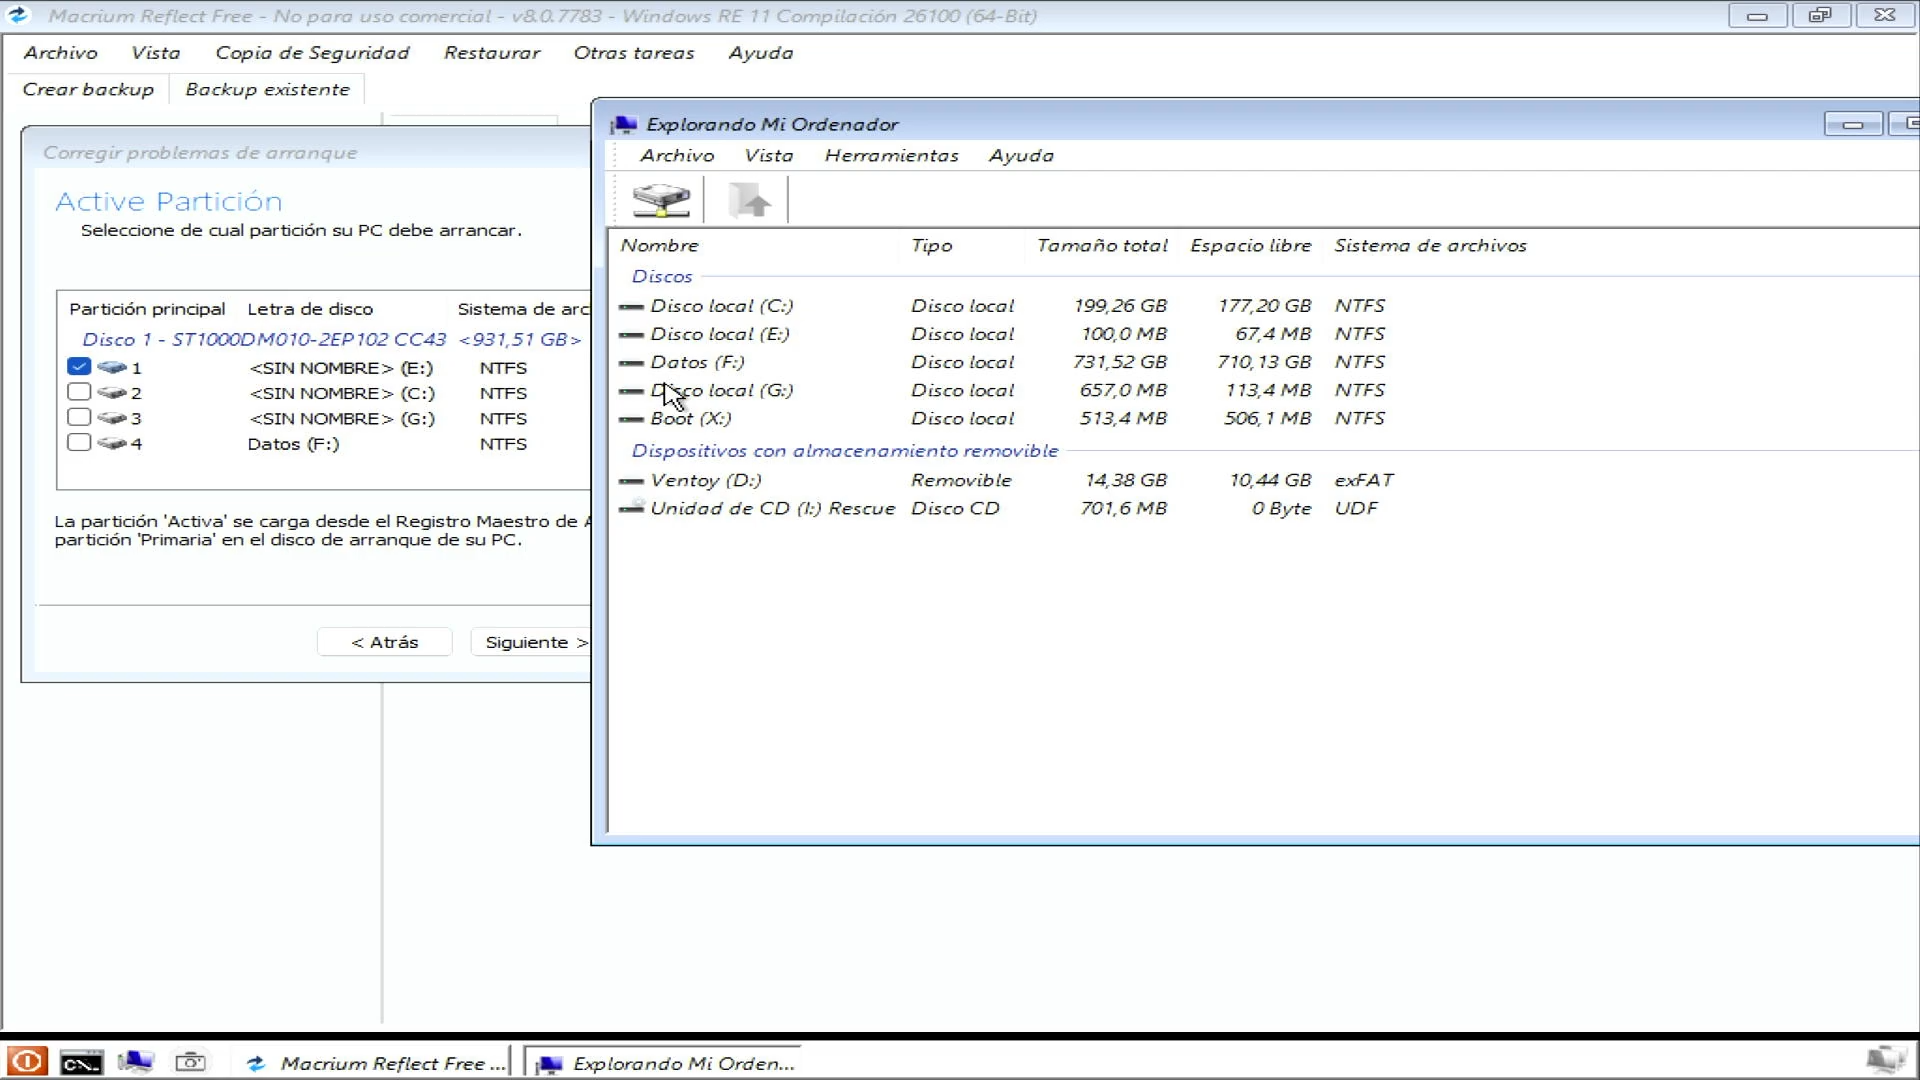 Macrium Reflect Free - No para uso comercial - v8.0.7783 - Windows RE 11 Compilación 26100 (64-Bit)
Archivo Vista Copia de Seguridad Restaurar Otras tareas Ayuda
Crear backup Backup existente
Corregir problemas de arranque
Active Partición
Seleccione de cual partición su PC debe arrancar.
Partición principal Letra de disco Sistema de arc
Disco 1 - ST1000DM010-2EP102 CC43 <931,51 GB>
1 <SIN NOMBRE> (E:) NTFS
2 <SIN NOMBRE> (C:) NTFS
3 <SIN NOMBRE> (G:) NTFS
4 Datos (F:) NTFS
La partición 'Activa' se carga desde el Registro Maestro de A
partición 'Primaria' en el disco de arranque de su PC.
< Atrás Siguiente >
Explorando Mi Ordenador
Archivo Vista Herramientas Ayuda
Nombre Tipo Tamaño total Espacio libre Sistema de archivos
Discos
Disco local (C:) Disco local 199,26 GB 177,20 GB NTFS
Disco local (E:) Disco local 100,0 MB 67,4 MB NTFS
Datos (F:) Disco local 731,52 GB 710,13 GB NTFS
Disco local (G:) Disco local 657,0 MB 113,4 MB NTFS
Boot (X:) Disco local 513,4 MB 506,1 MB NTFS
Dispositivos con almacenamiento removible
Ventoy (D:) Removible 14,38 GB 10,44 GB exFAT
Unidad de CD (I:) Rescue Disco CD 701,6 MB 0 Byte UDF
C:\. Macrium Reflect Free ... Explorando Mi Orden...